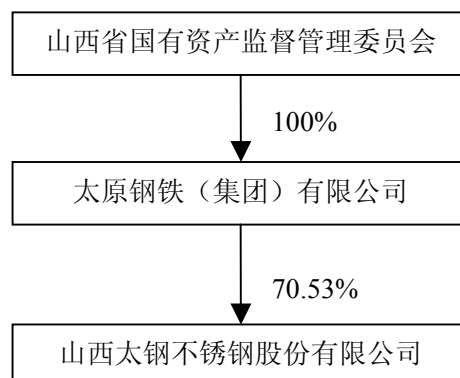 山西省国有资产监督管理委员会
100%
太原钢铁（集团）有限公司
70.53%
山西太钢不锈钢股份有限公司